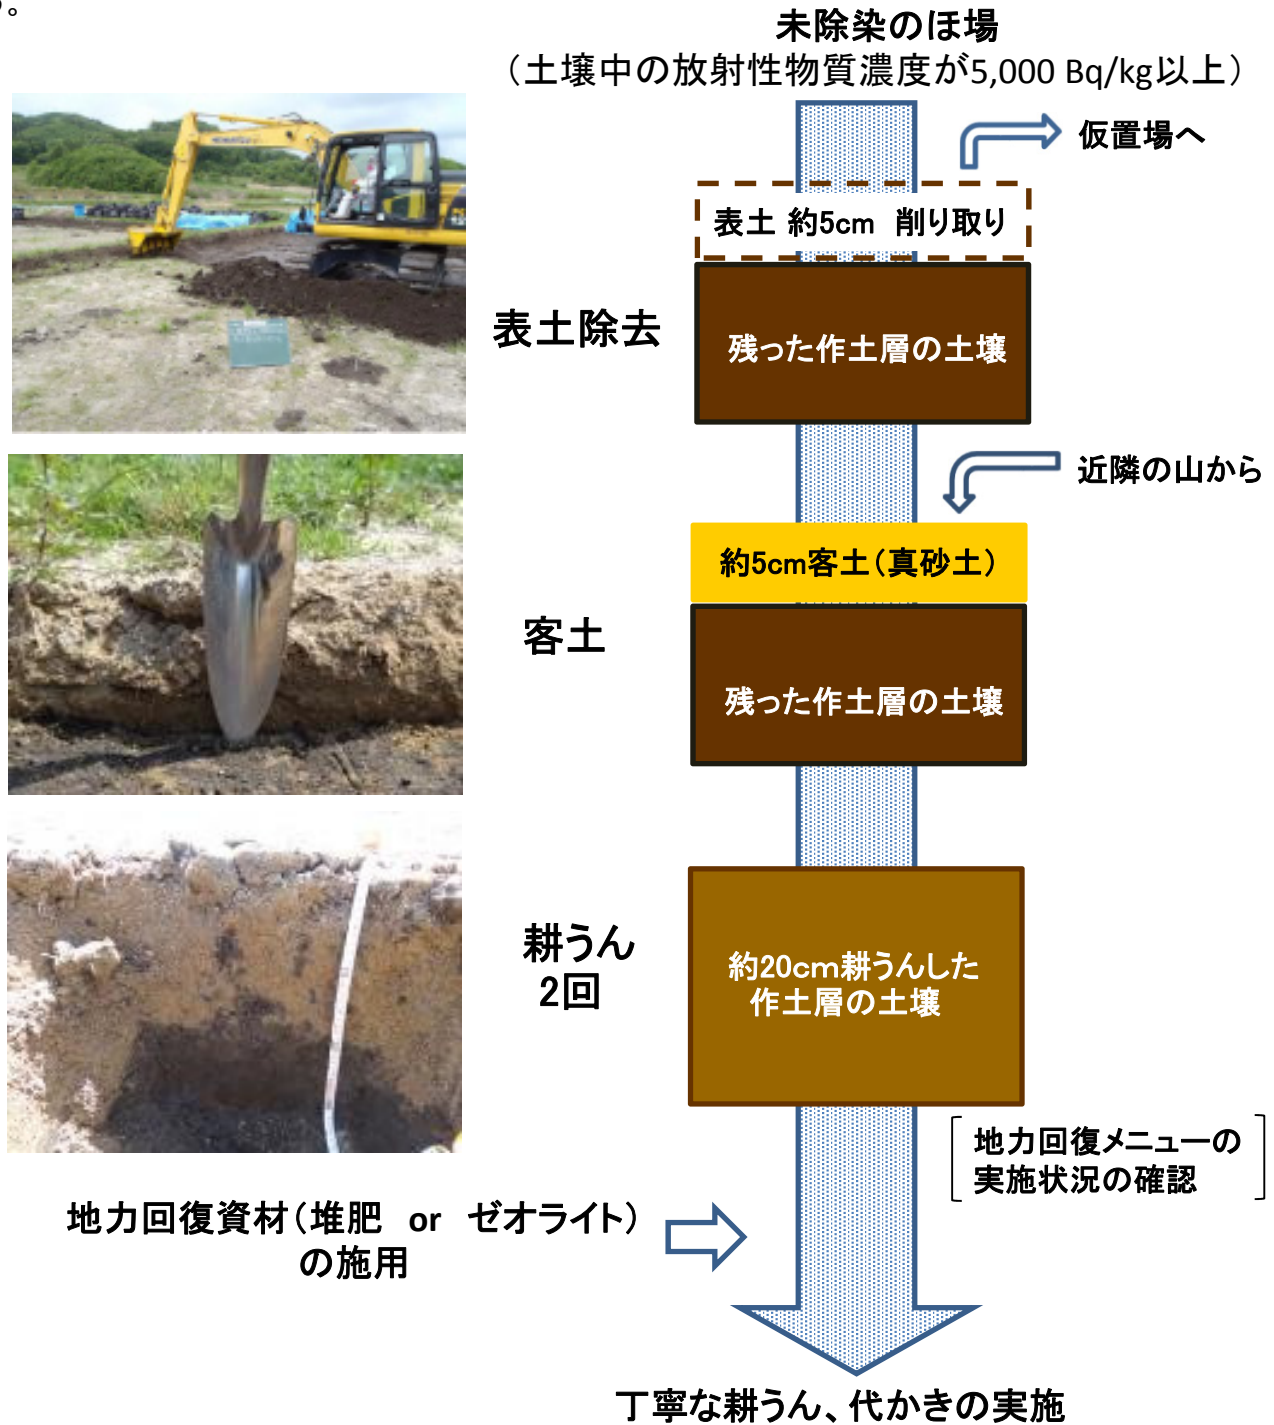 。
未除染のほ場
（土壌中の放射性物質濃度が5,000 Bq/kg以上）
仮置場へ
表土 約5cm 削り取り
表土除去
残った作土層の土壌
近隣の山から
約5cm客土（真砂土）
客土
残った作土層の土壌
耕うん
2回
約20cm耕うんした
作土層の土壌
地力回復メニューの
実施状況の確認
地力回復資材（堆肥 or ゼオライト）
の施用
丁寧な耕うん、代かきの実施